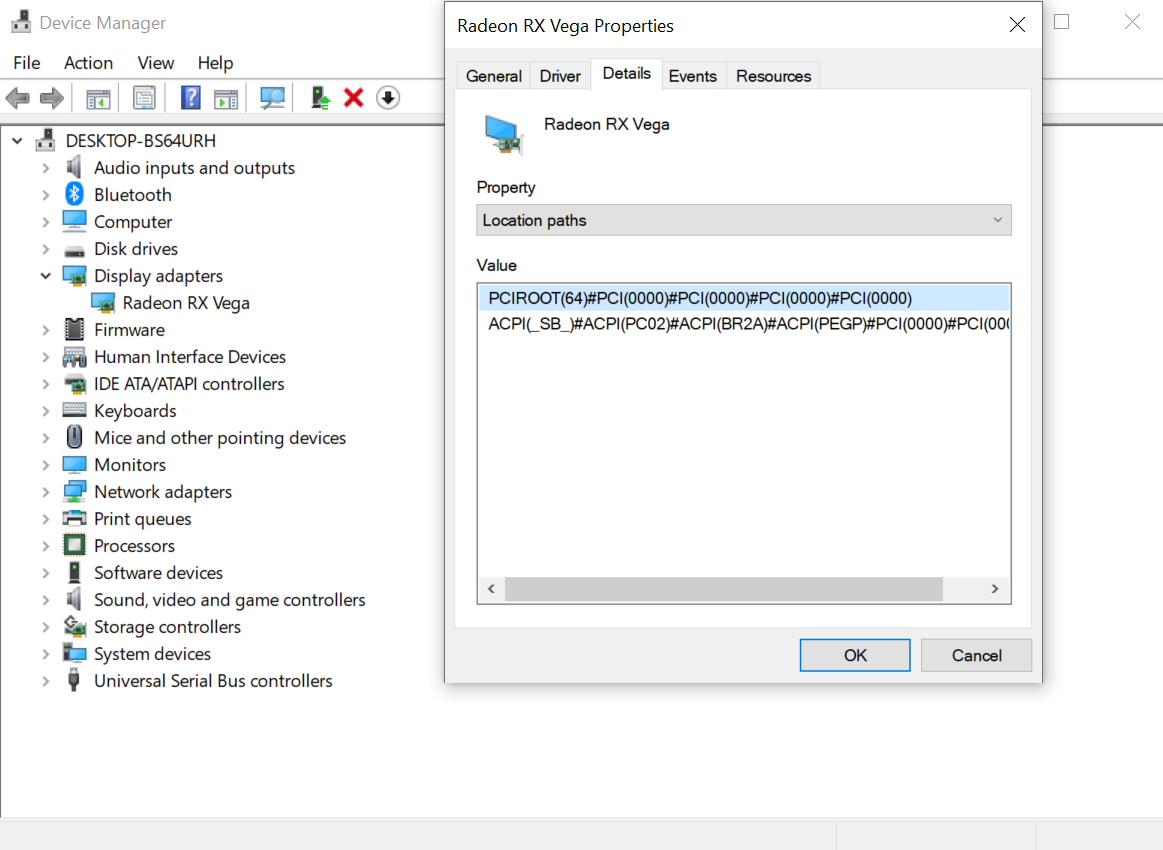 Device Manager
File Action View Help
DESKTOP-BS64URH
Audio inputs and outputs
Bluetooth
Computer
Disk drives
Display adapters
Radeon RX Vega
Firmware
Human Interface Devices
IDE ATA/ATAPI controllers
Keyboards
Mice and other pointing devices
Monitors
Network adapters
Print queues
Processors
Software devices
Sound, video and game controllers
Storage controllers
System devices
Universal Serial Bus controllers
Radeon RX Vega Properties
General Driver Details Events Resources
Radeon RX Vega
Property
Location paths
Value
PCIROOT(64)#PCI(0000)#PCI(0000)#PCI(0000)#PCI(0000)
ACPI(_SB_)#ACPI(PC02)#ACPI(BR2A)#ACPI(PEGP)#PCI(0000)#PCI(000
OK Cancel